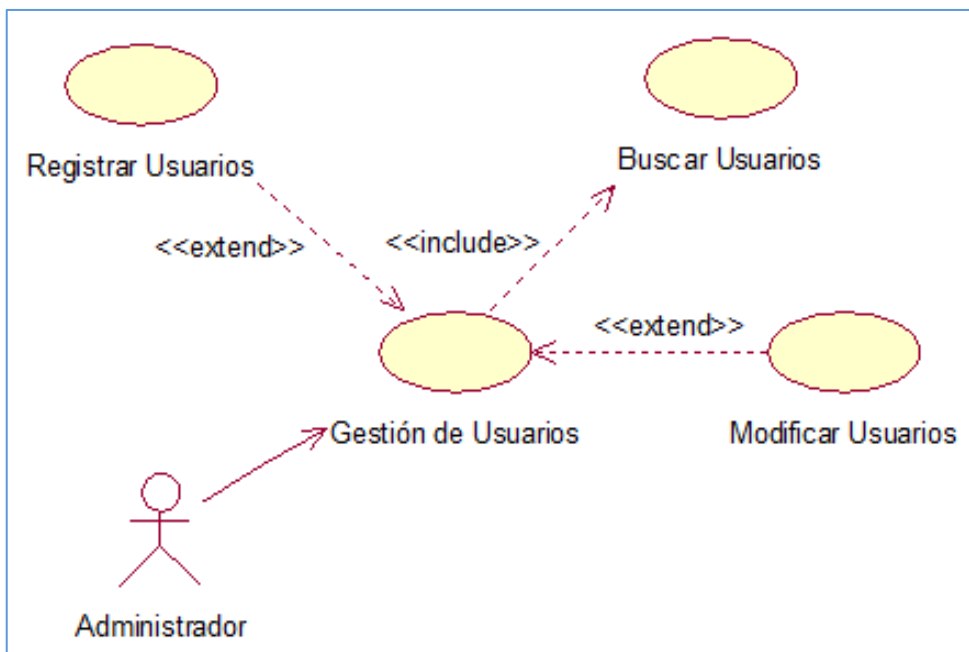 Registrar Usuarios
Buscar Usuarios
<<extend>>
<<include>>
<<extend>>
Gestión de Usuarios
Modificar Usuarios
Administrador